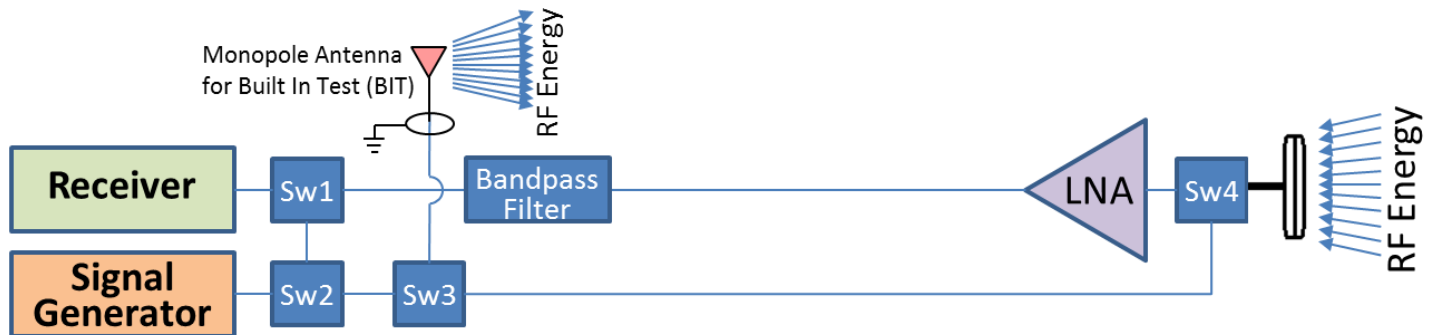 Monopole Antenna
for Built In Test (BIT)
RF Energy
Receiver
Sw1
Bandpass
Filter
LNA
Sw4
RF Energy
Signal
Generator
Sw2
Sw3